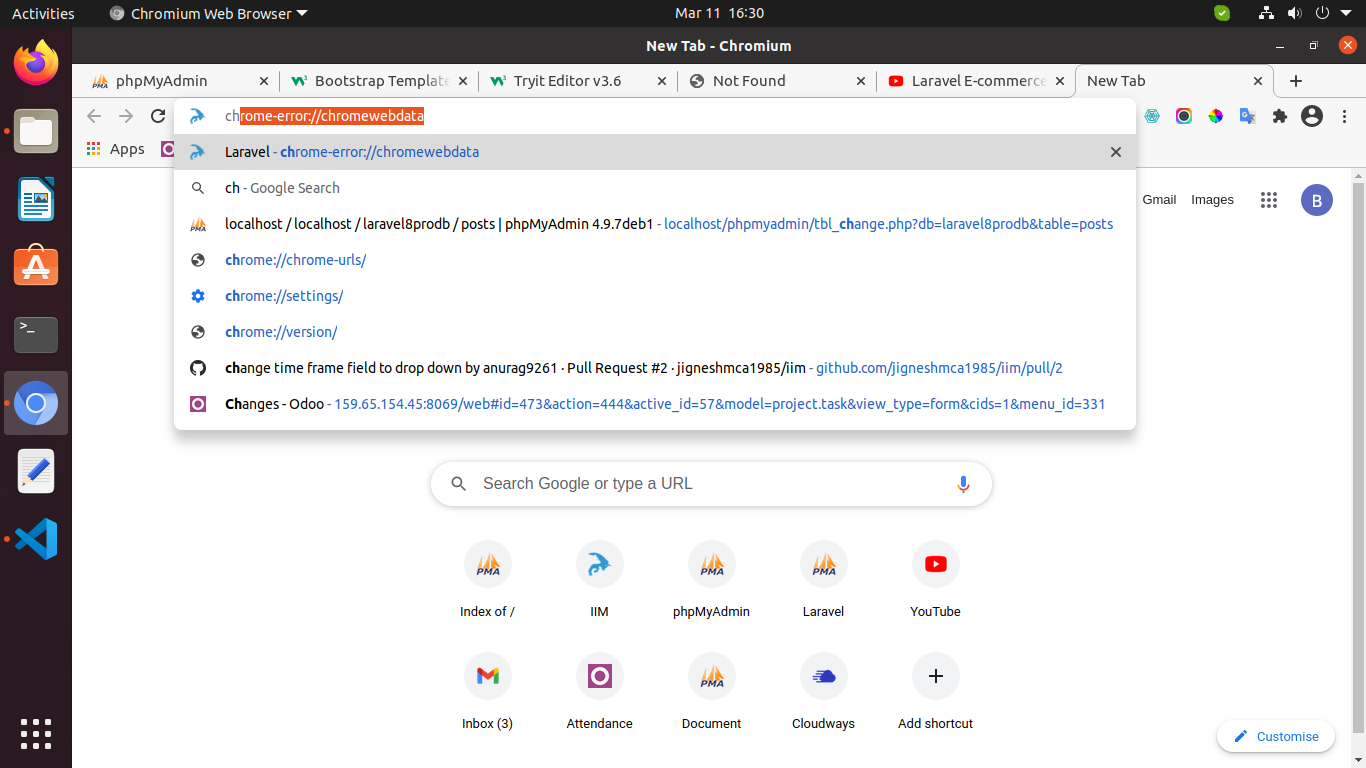 Activities Chromium Web Browser Mar 11 16:30
New Tab - Chromium
phpMyAdmin Bootstrap Template Tryit Editor v3.6 Not Found Laravel E-commerce New Tab
chrome-error://chromewebdata
Apps
Laravel - chrome-error://chromewebdata
ch - Google Search
localhost / localhost / laravel8prodb / posts | phpMyAdmin 4.9.7deb1 - localhost/phpmyadmin/tbl_change.php?db=laravel8prodb&table=posts
Gmail Images B
chrome://chrome-urls/
chrome://settings/
chrome://version/
change time frame field to drop down by anurag9261 · Pull Request #2 · jigneshmca1985/iim - github.com/jigneshmca1985/iim/pull/2
Changes - Odoo - 159.65.154.45:8069/web#id=473&action=444&active_id=57&model=project.task&view_type=form&cids=1&menu_id=331
Search Google or type a URL
PMA PMA PMA
Index of / IIM phpMyAdmin Laravel YouTube
PMA
Inbox (3) Attendance Document Cloudways Add shortcut
Customise